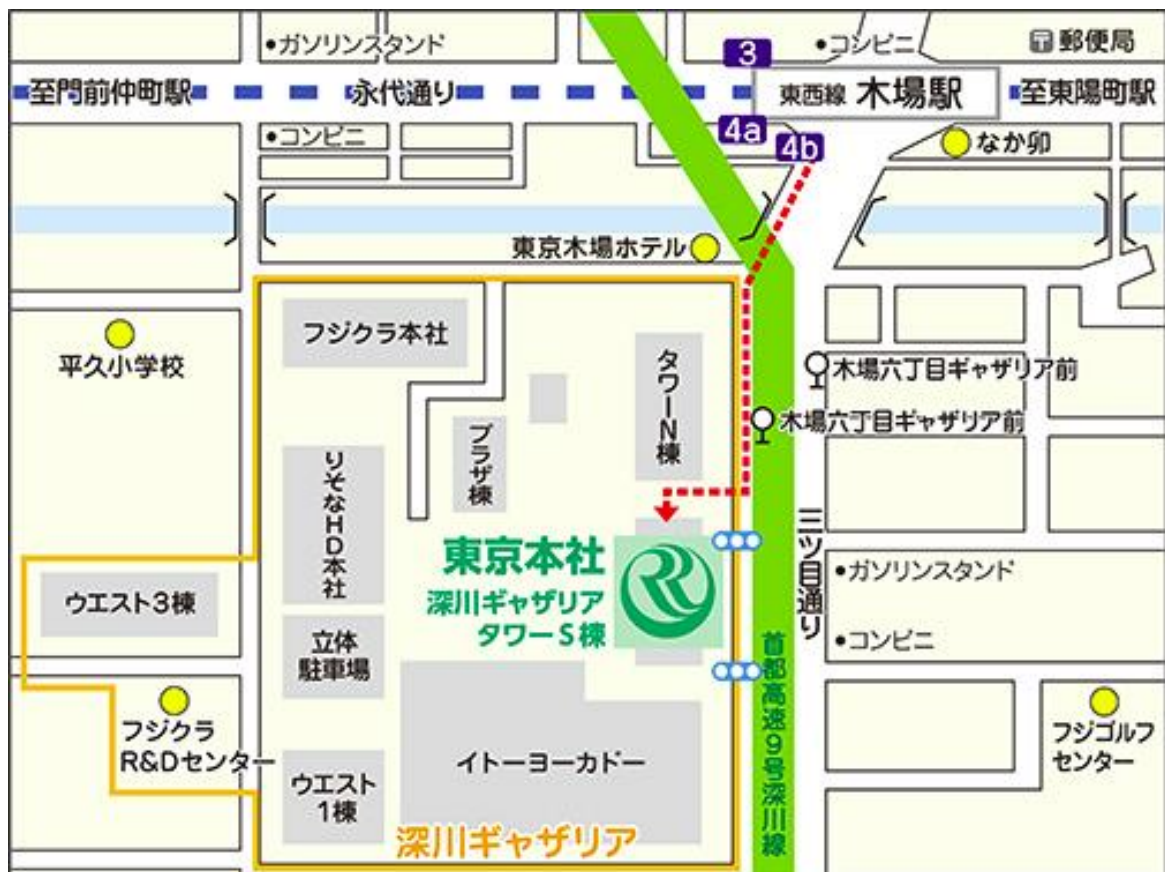 •ガソリンスタンド
3
•コンビニ
郵便局
至門前仲町駅
永代通り
東西線 木場駅
至東陽町駅
•コンビニ
4a
4b
なか卯
東京木場ホテル
フジクラ本社
平久小学校
タワーN棟
木場六丁目ギャザリア前
木場六丁目ギャザリア前
プラザ棟
りそなHD本社
東京本社
深川ギャザリア
タワーS棟
三ツ目通り
•ガソリンスタンド
•コンビニ
ウエスト3棟
立体
駐車場
首都高速9号深川線
フジクラ
R&Dセンター
イトーヨーカドー
フジゴルフ
センター
ウエスト
1棟
深川ギャザリア